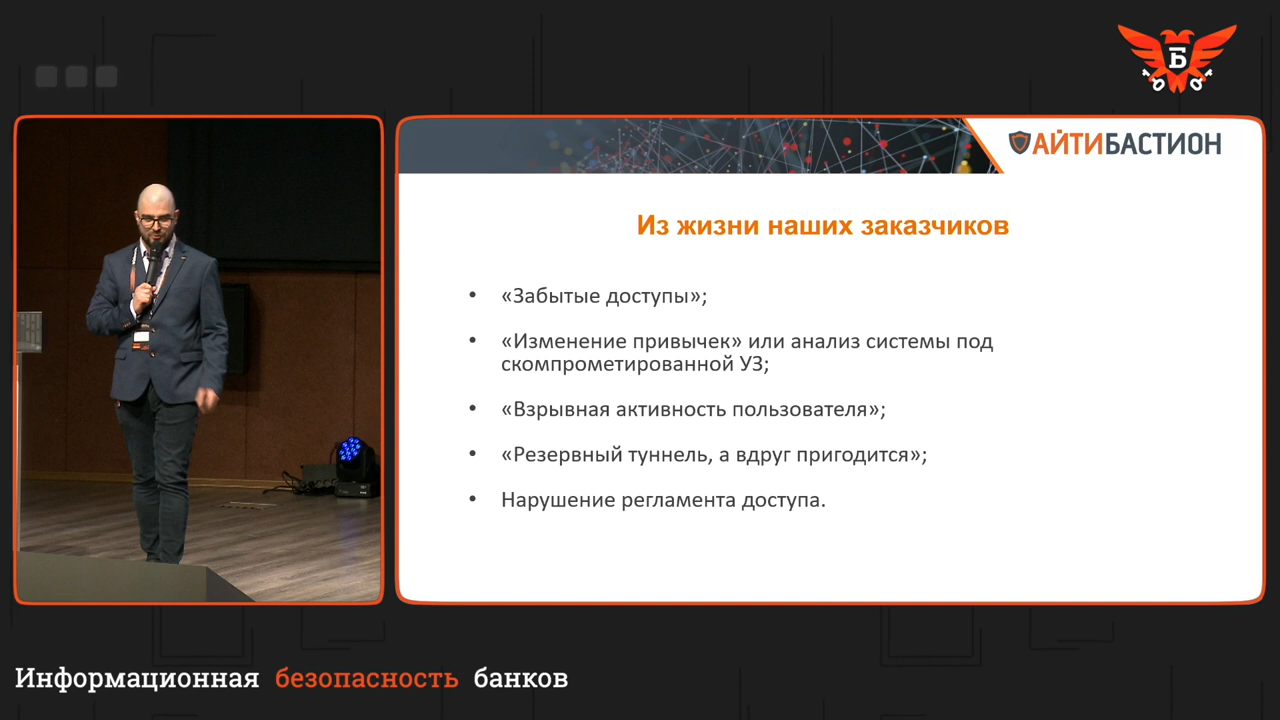 Б
АЙТИБАСТИОН
Из жизни наших заказчиков
• «Забытые доступы»;
• «Изменение привычек» или анализ системы под
скомпрометированной УЗ;
• «Взрывная активность пользователя»;
• «Резервный туннель, а вдруг пригодится»;
• Нарушение регламента доступа.
Информационная безопасность банков